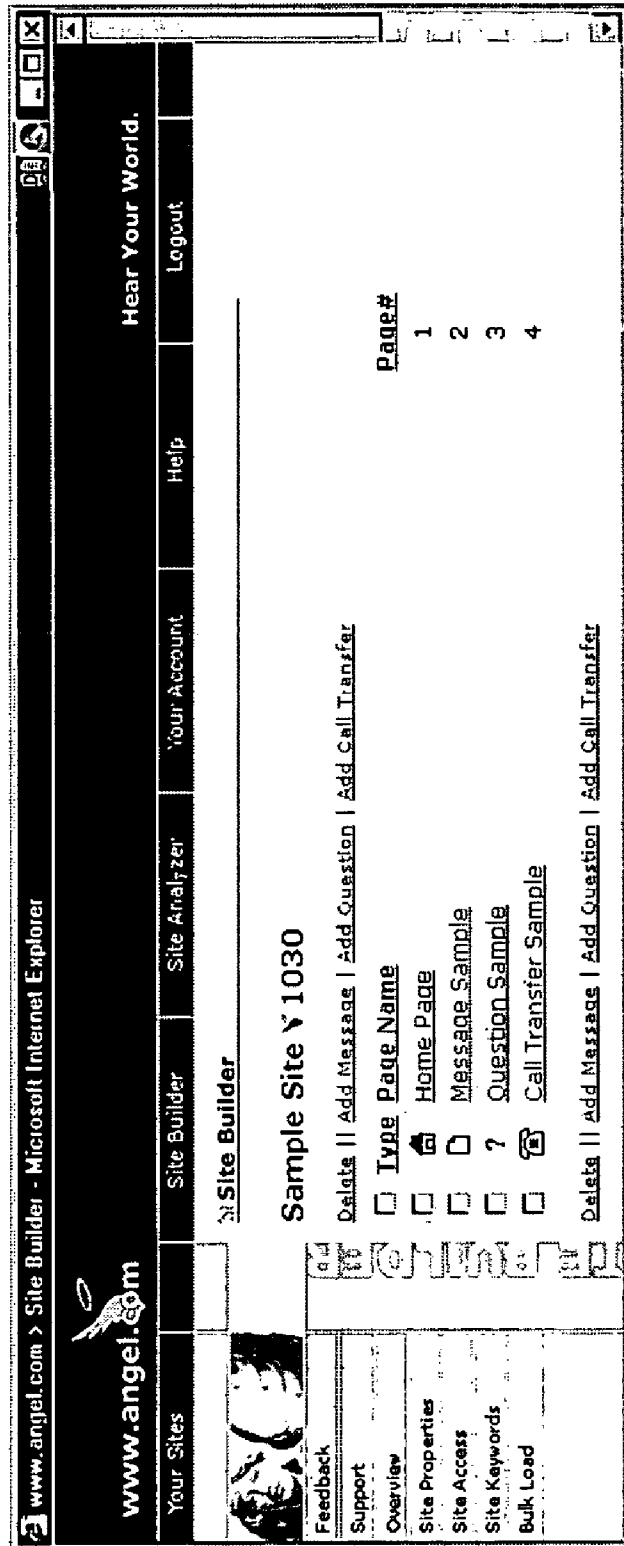 www.angel.com > Site Builder - Microsoft Internet Explorer
www.angel.com
Hear Your World.
Your Sites Site Builder Site Analyzer Your Account Help Logout
Site Builder
Sample Site Y 1030
Delete || Add Message | Add Question | Add Call Transfer
Type Page Name Page#
Home Page 1
Message Sample 2
? Question Sample 3
Call Transfer Sample 4
Delete || Add Message | Add Question | Add Call Transfer
Feedback
Support
Overview
Site Properties
Site Access
Site Keywords
Bulk Load